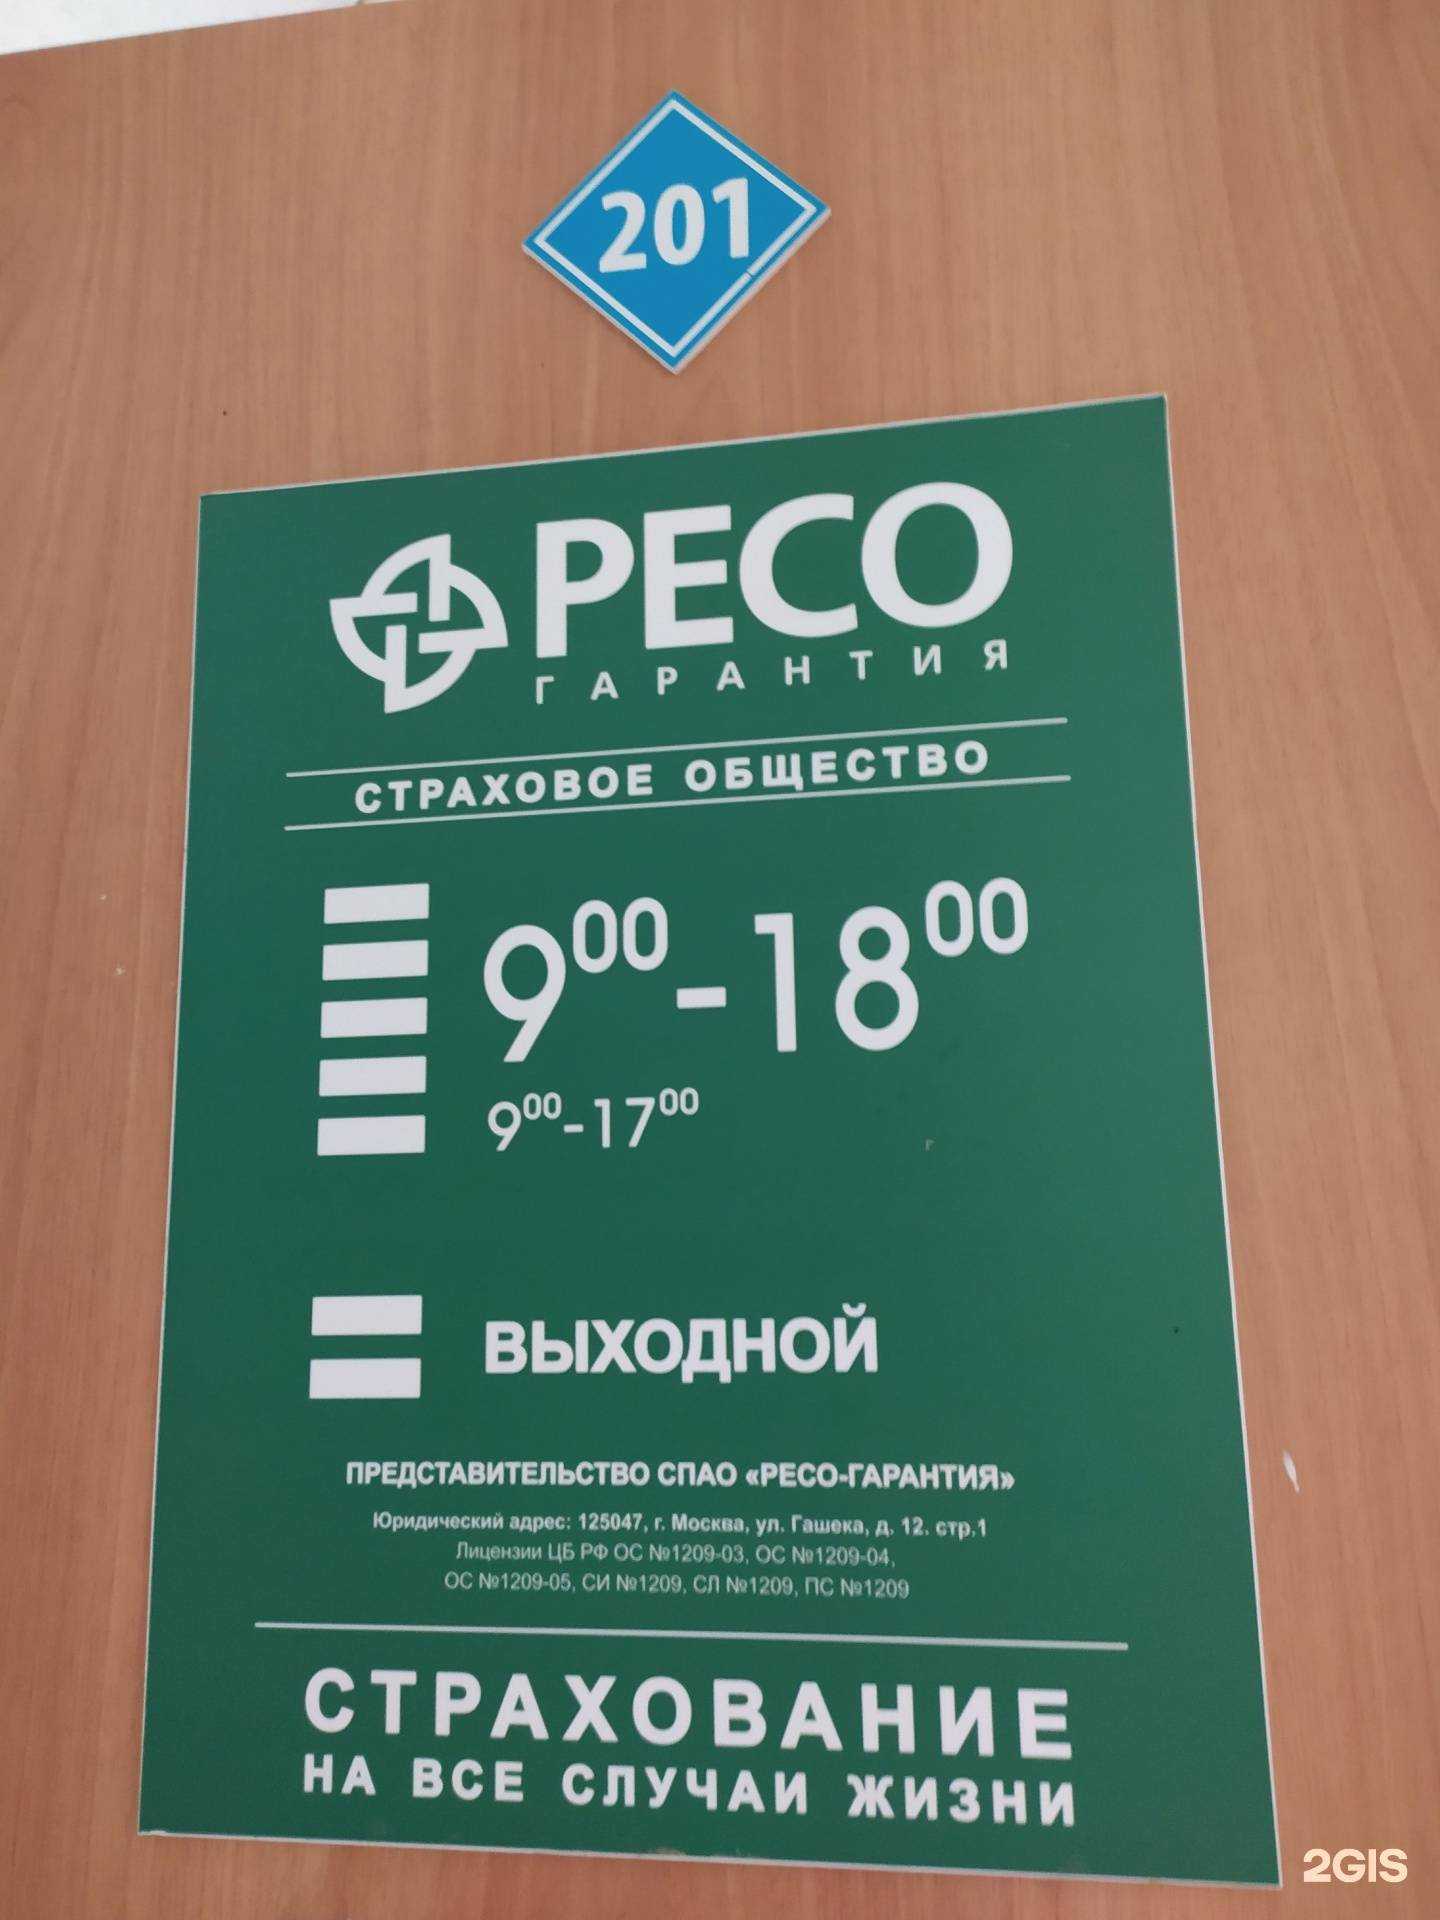 201
РЕСО
ГАРАНТИЯ
СТРАХОВОЕ ОБЩЕСТВО
9⁰⁰-18⁰⁰
9⁰⁰-17⁰⁰
ВЫХОДНОЙ
ПРЕДСТАВИТЕЛЬСТВО СПАО «РЕСО-ГАРАНТИЯ»
Юридический адрес: 125047, г. Москва, ул. Гашека, д. 12. стр.1
Лицензии ЦБ РФ ОС №1209-03, ОС №1209-04,
ОС №1209-05, СИ №1209, СЛ №1209, ПС №1209
СТРАХОВАНИЕ
НА ВСЕ СЛУЧАИ ЖИЗНИ
2GIS